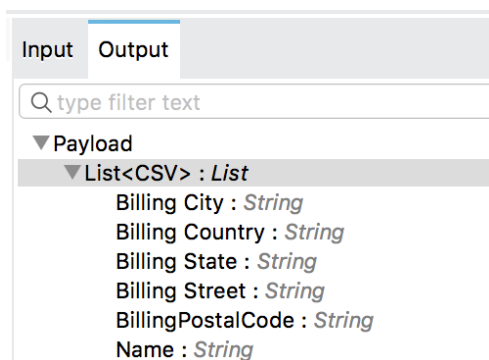 Input Output
type filter text
Payload
List<CSV> : List
Billing City : String
Billing Country : String
Billing State : String
Billing Street : String
BillingPostalCode : String
Name : String